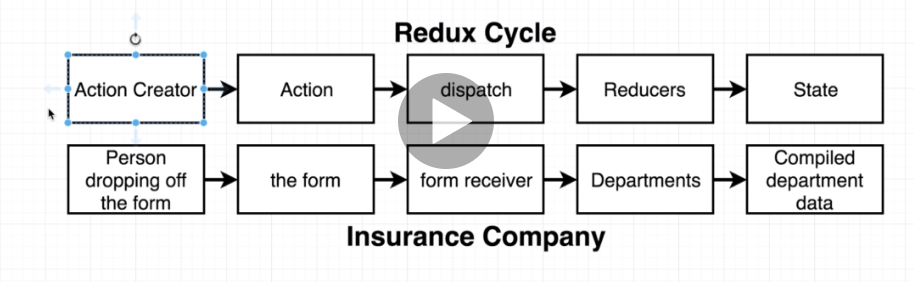 Redux Cycle
Action Creator
Action
dispatch
Reducers
State
Person
dropping off
the form
the form
form receiver
Departments
Compiled
department
data
Insurance Company